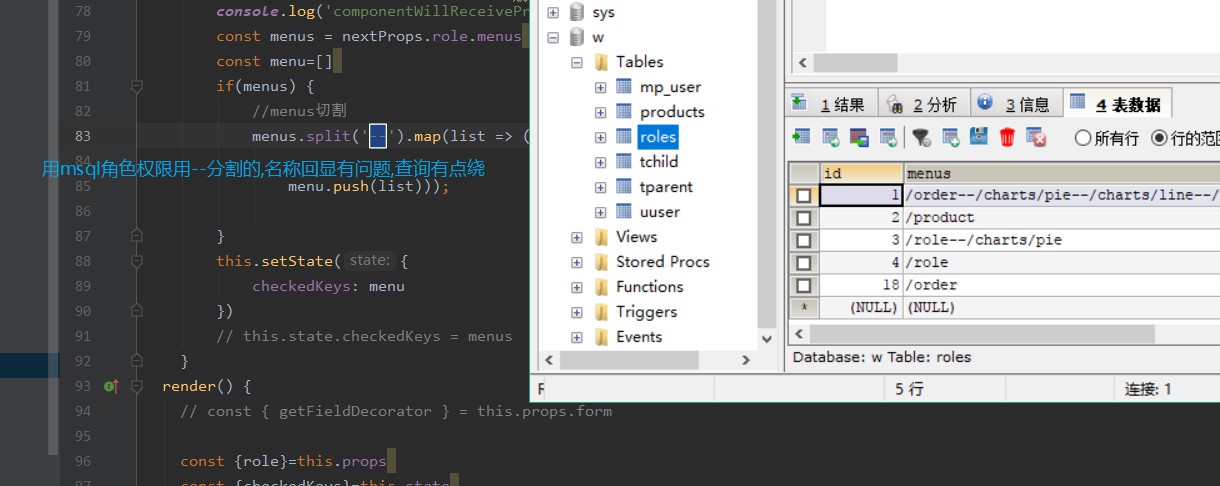 78 console.log('componentWillReceivePr
79 const menus = nextProps.role.menus
80 const menu=[]
81 if(menus) {
82 //menus切割
83 menus.split('--').map(list => (
84
用msql角色权限用--分割的,名称回显有问题,查询有点绕
85 menu.push(list)));
86
87 }
88 this.setState( state: {
89 checkedKeys: menu
90 })
91 // this.state.checkedKeys = menus
92 }
93 render() {
94 // const { getFieldDecorator } = this.props.form
95
96 const {role}=this.props
97 const {checkedKeys}=this.state
sys
w
Tables
mp_user
products
roles
tchild
tparent
uuser
Views
Stored Procs
Functions
Triggers
Events
1 结果 2 分析 3 信息 4 表数据
所有行 行的范围
id menus
1 /order--/charts/pie--/charts/line--/
2 /product
3 /role--/charts/pie
4 /role
18 /order
* (NULL) (NULL)
Database: w Table: roles
5 行 连接: 1